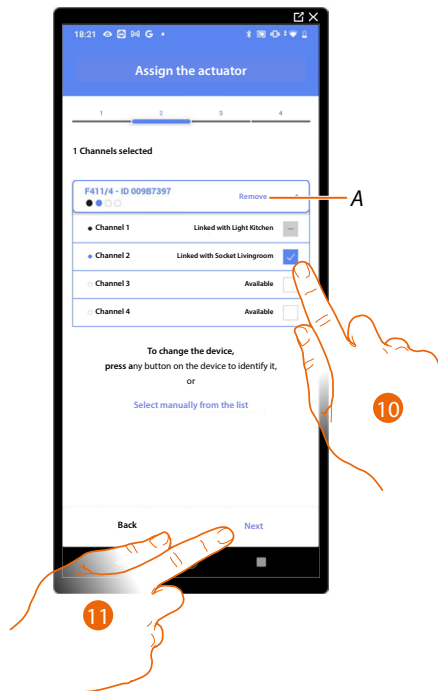 18:21 G
Assign the actuator
1 2 3 4
1 Channels selected
F411/4 - ID 009B7397
Remove
A
Channel 1 Linked with Light Kitchen
Channel 2 Linked with Socket Livingroom
Channel 3 Available
Channel 4 Available
To change the device,
press any button on the device to identify it,
or
Select manually from the list
10
Back Next
11